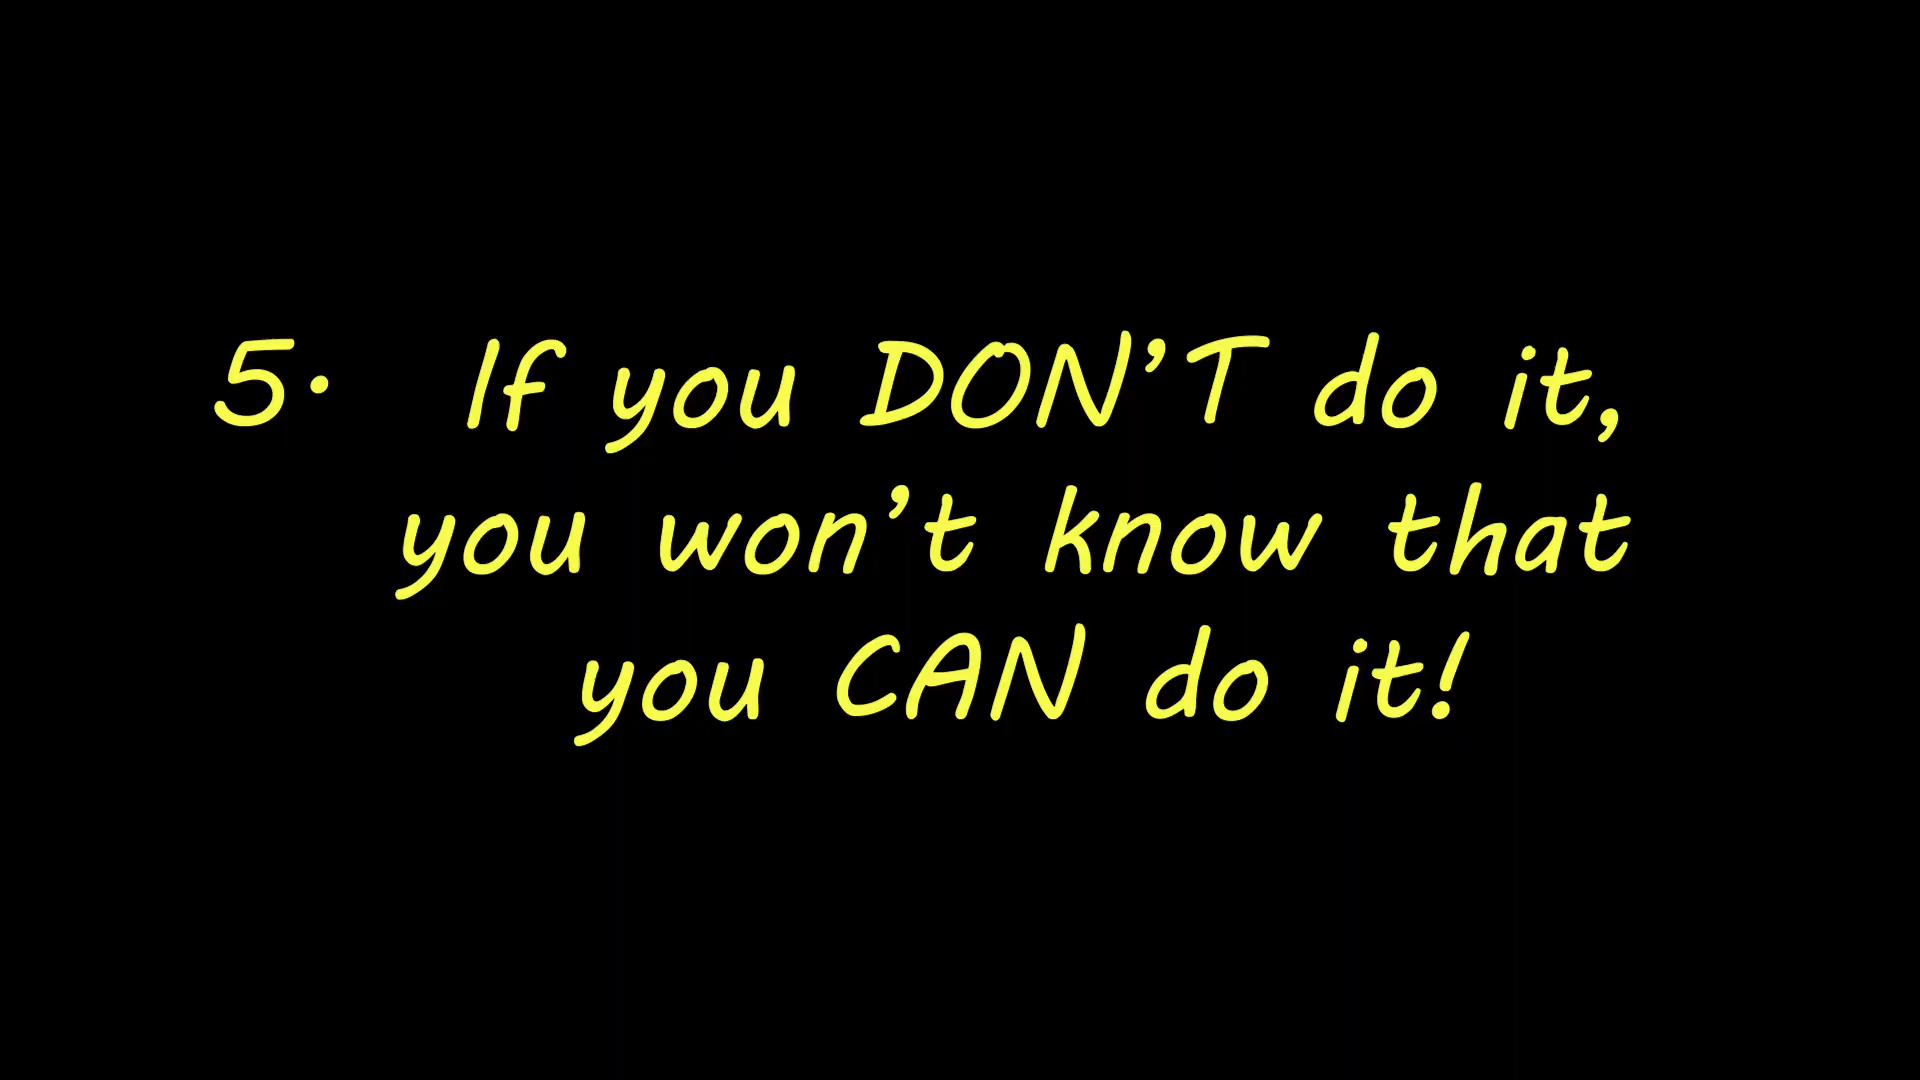 5. If you DON’T do it,
you won’t know that
you CAN do it!